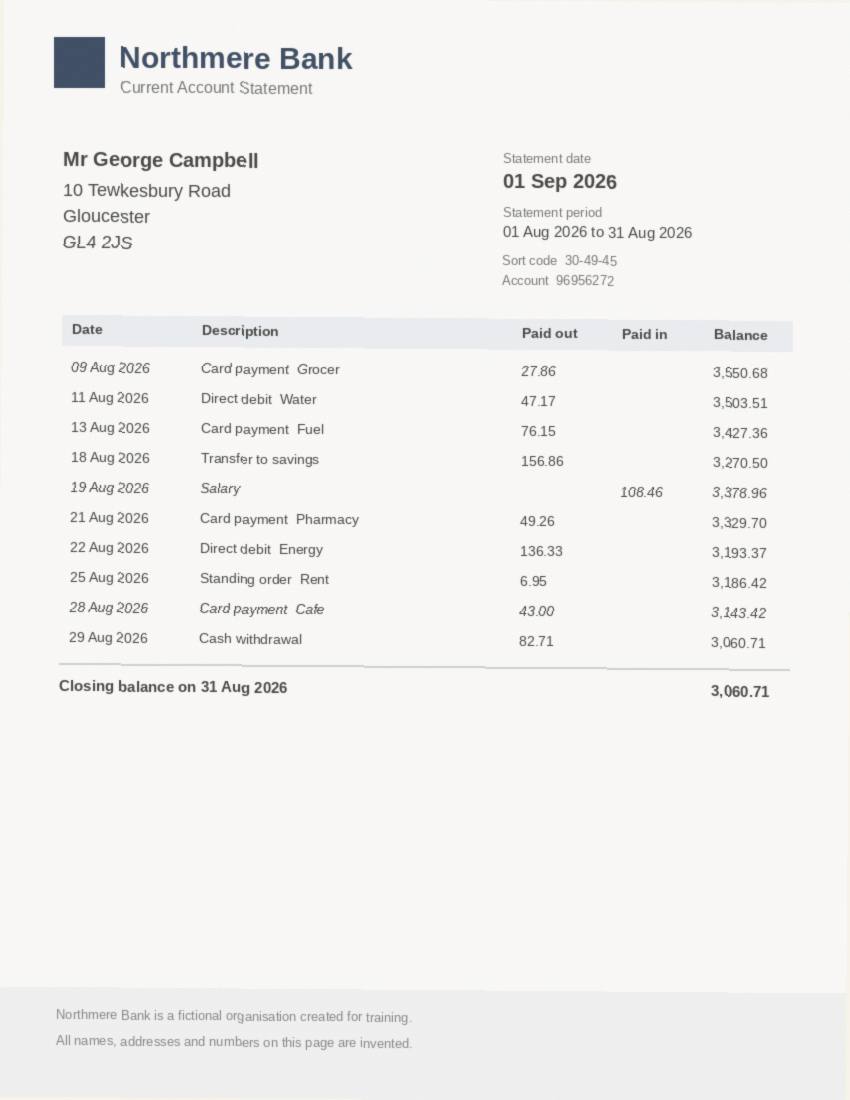 Northmere Bank
Current Account Statement
Mr George Campbell
10 Tewkesbury Road
Gloucester
GL4 2JS
Statement date
01 Sep 2026
Statement period
01 Aug 2026 to 31 Aug 2026
Sort code 30-49-45
Account 96956272
Date Description Paid out Paid in Balance
09 Aug 2026 Card payment Grocer 27.86 3,550.68
11 Aug 2026 Direct debit Water 47.17 3,503.51
13 Aug 2026 Card payment Fuel 76.15 3,427.36
18 Aug 2026 Transfer to savings 156.86 3,270.50
19 Aug 2026 Salary 108.46 3,378.96
21 Aug 2026 Card payment Pharmacy 49.26 3,329.70
22 Aug 2026 Direct debit Energy 136.33 3,193.37
25 Aug 2026 Standing order Rent 6.95 3,186.42
28 Aug 2026 Card payment Cafe 43.00 3,143.42
29 Aug 2026 Cash withdrawal 82.71 3,060.71
Closing balance on 31 Aug 2026 3,060.71
Northmere Bank is a fictional organisation created for training.
All names, addresses and numbers on this page are invented.